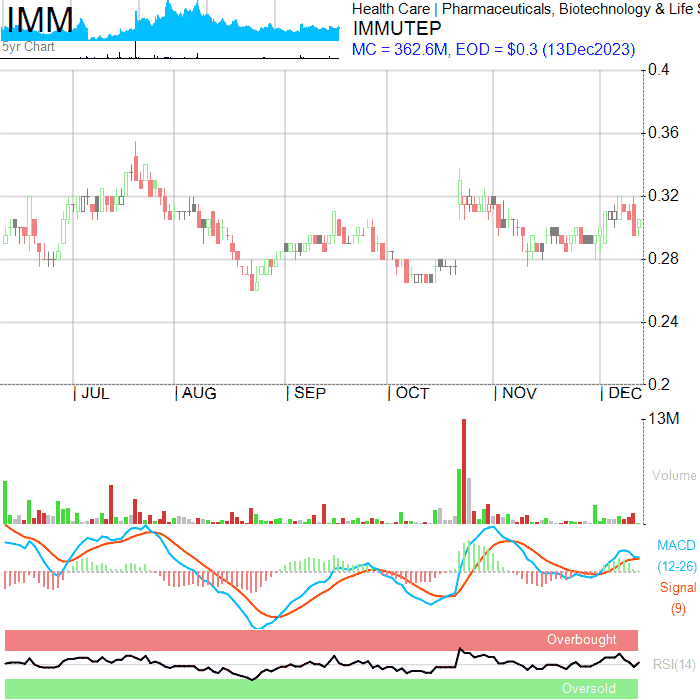 IMM
5yr Chart
Health Care | Pharmaceuticals, Biotechnology & Life
IMMUTEP
MC = 362.6M, EOD = $0.3 (13Dec2023)
0.4
0.36
0.32
0.28
0.24
0.2
| JUL | AUG | SEP | OCT | NOV | DEC
13M
Volume
MACD
(12-26)
Signal
(9)
Overbought
RSI(14)
Oversold